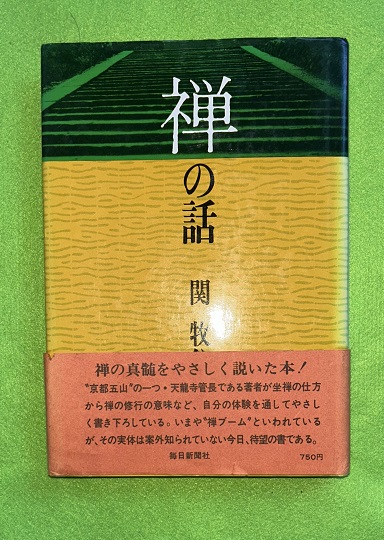 禅の話
関 牧
禅の真髄をやさしく説いた本！
“京都五山”の一つ・天龍寺管長である著者が坐禅の仕方
から禅の修行の意味など、自分の体験を通してやさし
く書き下ろしている。いまや“禅ブーム”といわれている
が、その実体は案外知られていない今日、待望の書である。
毎日新聞社
750円